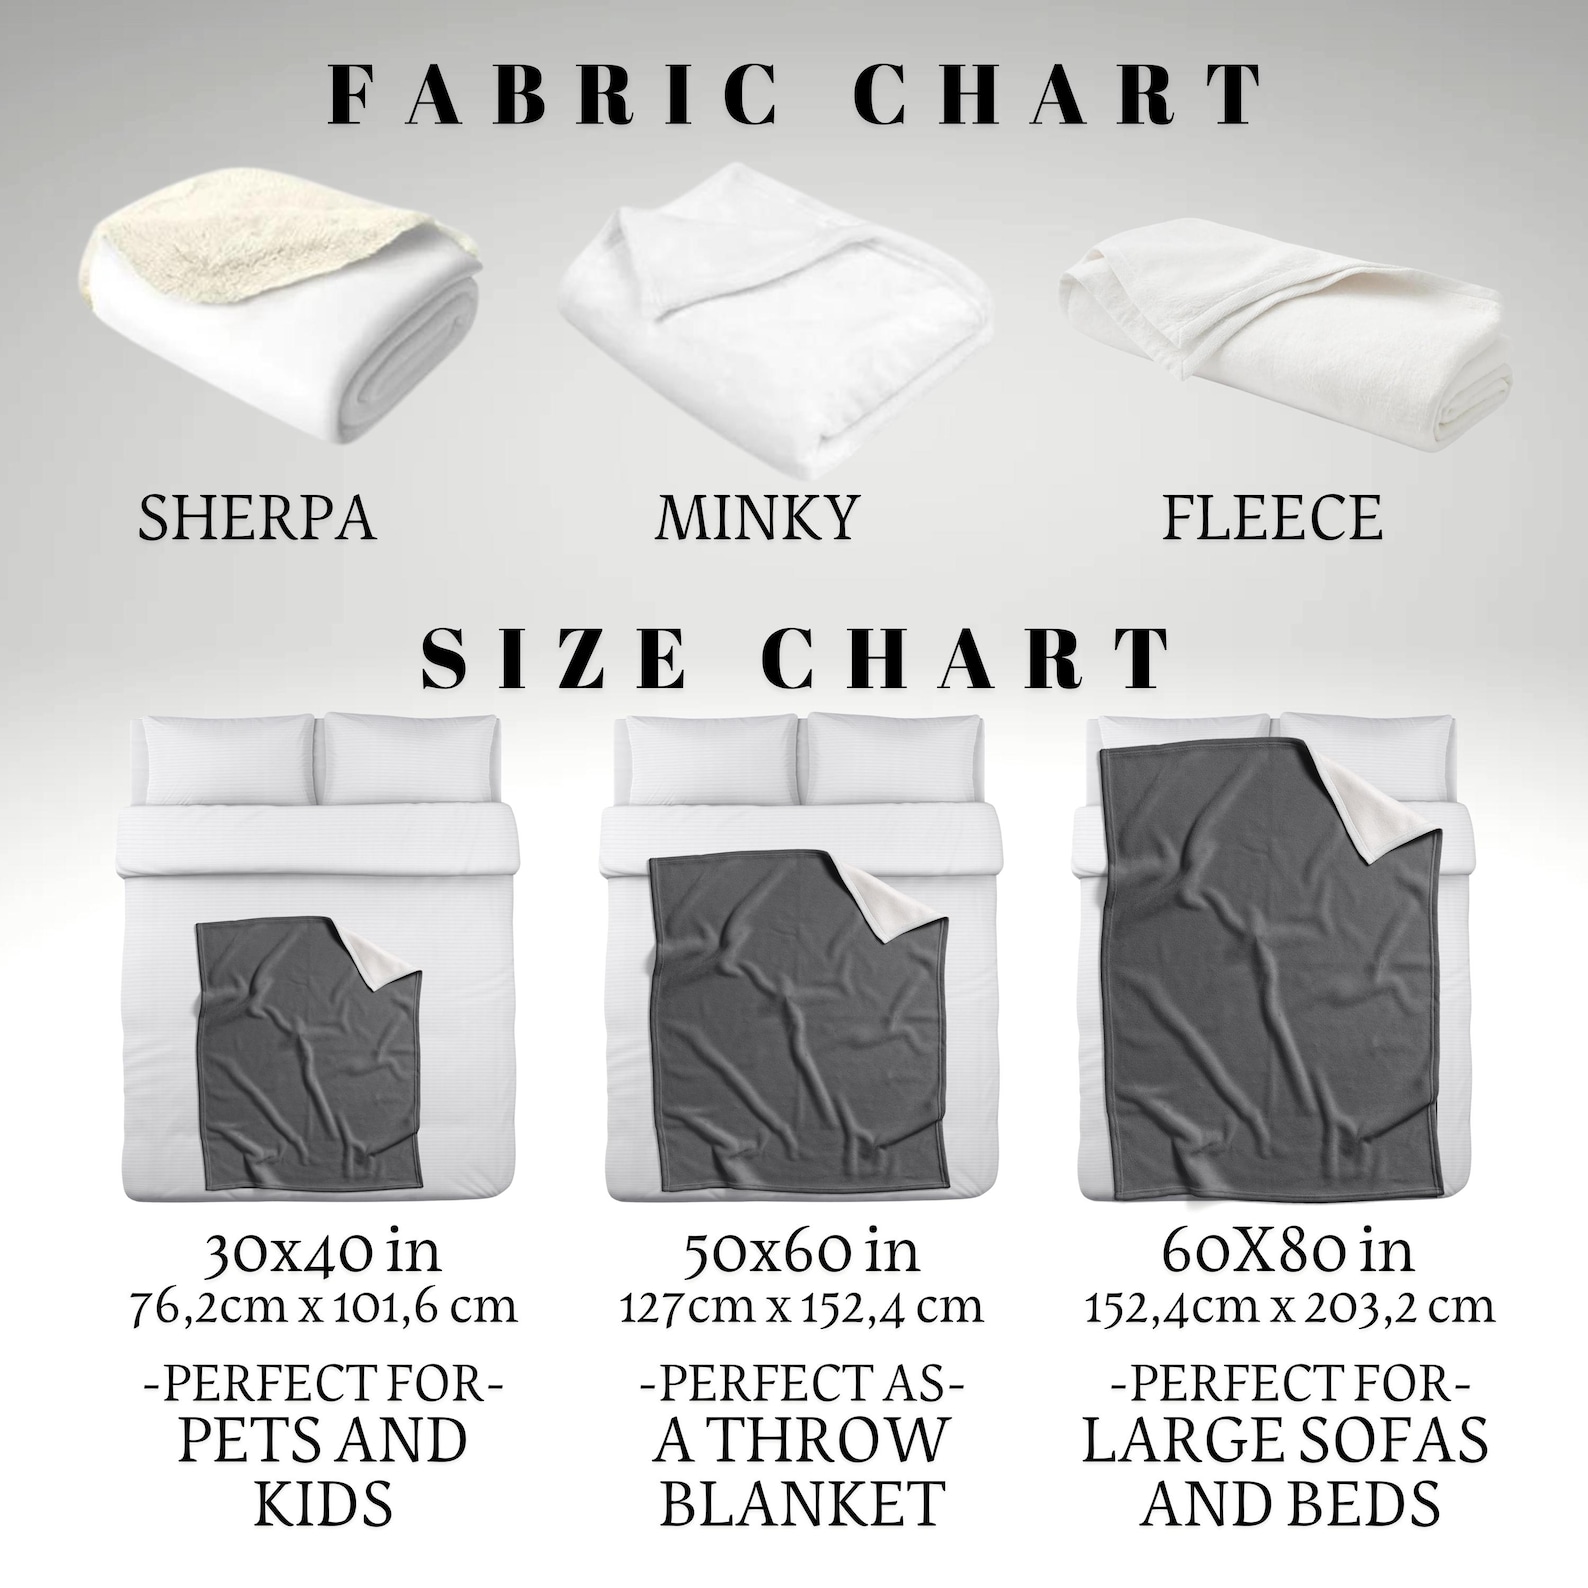 FABRIC CHART
SHERPA
MINKY
FLEECE
SIZE CHART
30x40 in
76,2cm x 101,6 cm
-PERFECT FOR-
PETS AND
KIDS
50x60 in
127cm x 152,4 cm
-PERFECT AS-
A THROW
BLANKET
60X80 in
152,4cm x 203,2 cm
-PERFECT FOR-
LARGE SOFAS
AND BEDS